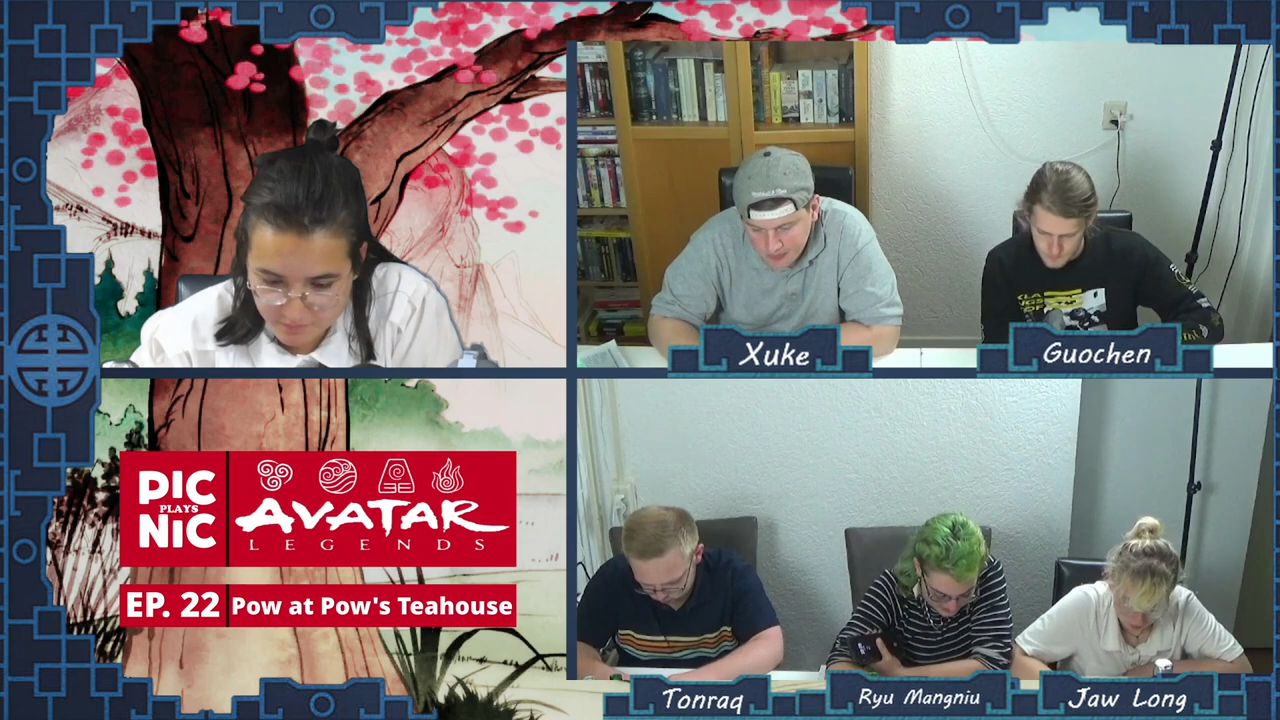 Xuke
Guochen
PIC
PLAYS
NIC
AVATAR
LEGENDS
EP. 22
Pow at Pow's Teahouse
Tonraq
Ryu Mangniu
Jaw Long